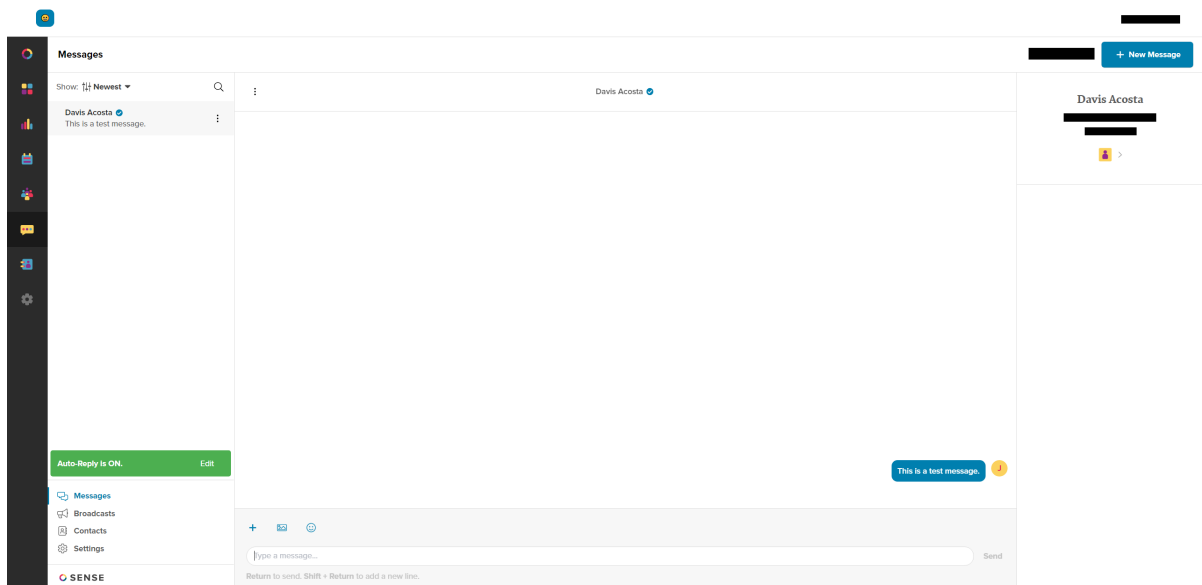 Messages
+ New Message
Show: Newest
Davis Acosta
This is a test message.
Davis Acosta
Davis Acosta
This is a test message.
J
Auto-Reply is ON. Edit
Messages
Broadcasts
Contacts
Settings
SENSE
Type a message...
Send
Return to send. Shift + Return to add a new line.